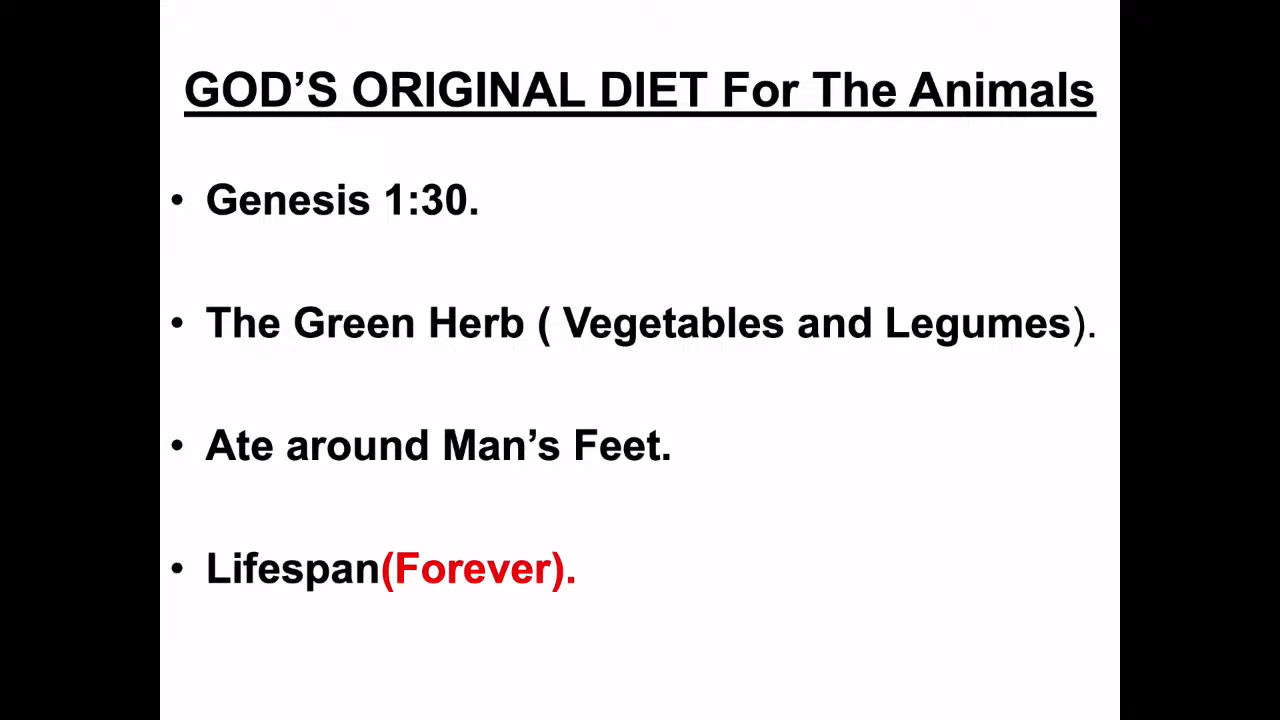 GOD’S ORIGINAL DIET For The Animals
• Genesis 1:30.
• The Green Herb ( Vegetables and Legumes).
• Ate around Man’s Feet.
• Lifespan(Forever).